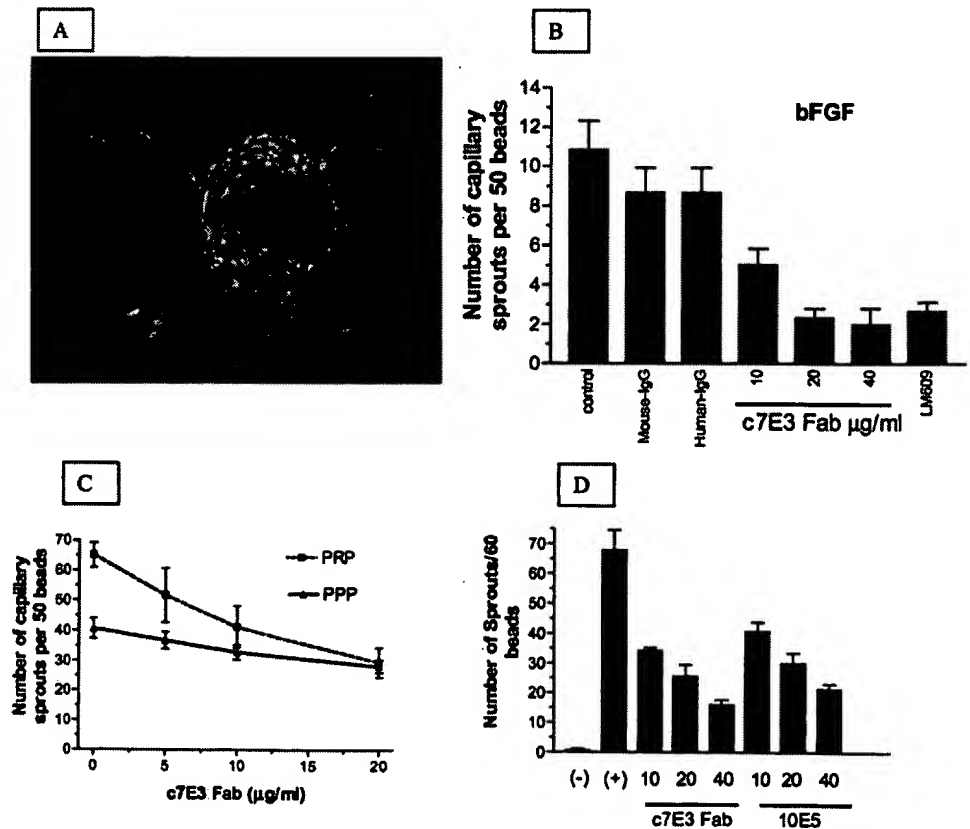 A
B
14
12
10
8
6
4
2
0
Number of capillary
sprouts per 50 beads
bFGF
control
Mouse-IgG
Human-IgG
10
20
40
LM609
c7E3 Fab µg/ml
C
70
60
50
40
30
20
10
0
Number of capillary
sprouts per 50 beads
PRP
PPP
0 5 10 15 20
c7E3 Fab (µg/ml)
D
70
60
50
40
30
20
10
0
Number of Sprouts/60
beads
(-) (+) 10 20 40 10 20 40
c7E3 Fab 10E5